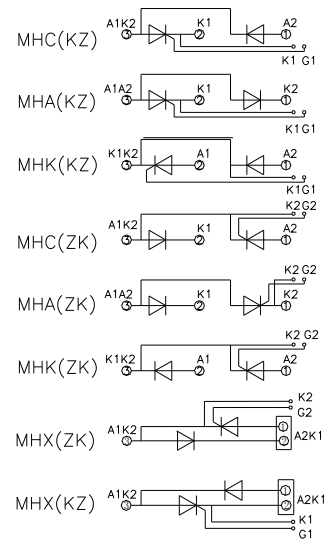 A1K2 K1 A2
MHC(KZ) 3 2 1
K1 G1
A1A2 K1 K2
MHA(KZ) 3 2 1
K1G1
K1K2 A1 A2
MHK(KZ) 3 2 1
K1G1
K2G2
A1K2 K1 A2
MHC(ZK) 3 2 1
K2 G2
A1A2 K1 K2
MHA(ZK) 3 2 1
K2 G2
K1K2 A1 A2
MHK(ZK) 3 2 1
K2
G2
A1K2 1
MHX(ZK) 3 2 A2K1
A1K2 1
MHX(KZ) 3 2 A2K1
K1
G1